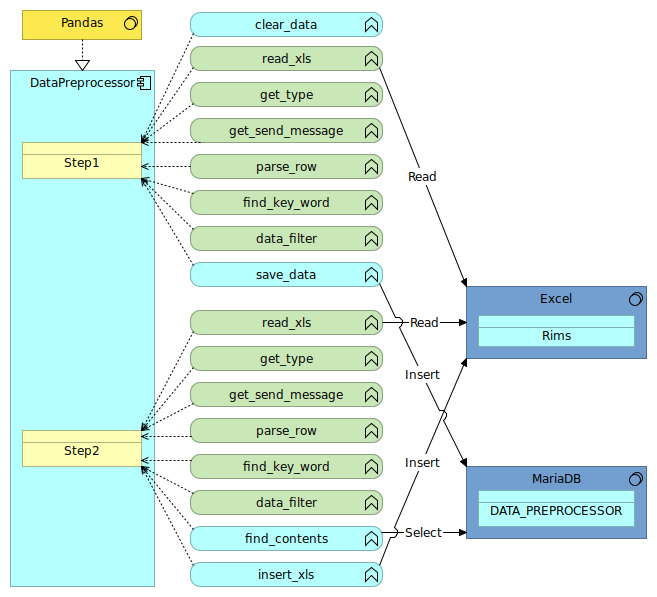 Pandas
DataPreprocessor
clear_data
read_xls
get_type
get_send_message
Step1
parse_row
find_key_word
data_filter
save_data
Read
Excel
Rims
read_xls
Read
get_type
Insert
get_send_message
parse_row
Step2
find_key_word
Insert
data_filter
MariaDB
DATA_PREPROCESSOR
find_contents
Select
insert_xls